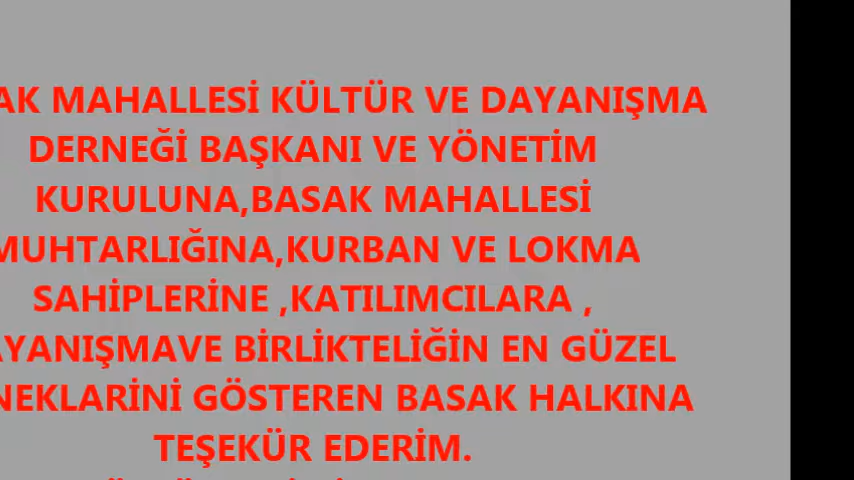 AK MAHALLESİ KÜLTÜR VE DAYANIŞMA
DERNEĞİ BAŞKANI VE YÖNETİM
KURULUNA,BASAK MAHALLESİ
MUHTARLIĞINA,KURBAN VE LOKMA
SAHİPLERİNE ,KATILIMCILARA ,
AYANIŞMAVE BİRLİKTELİĞİN EN GÜZEL
NEKLARİNİ GÖSTEREN BASAK HALKINA
TEŞEKÜR EDERİM.